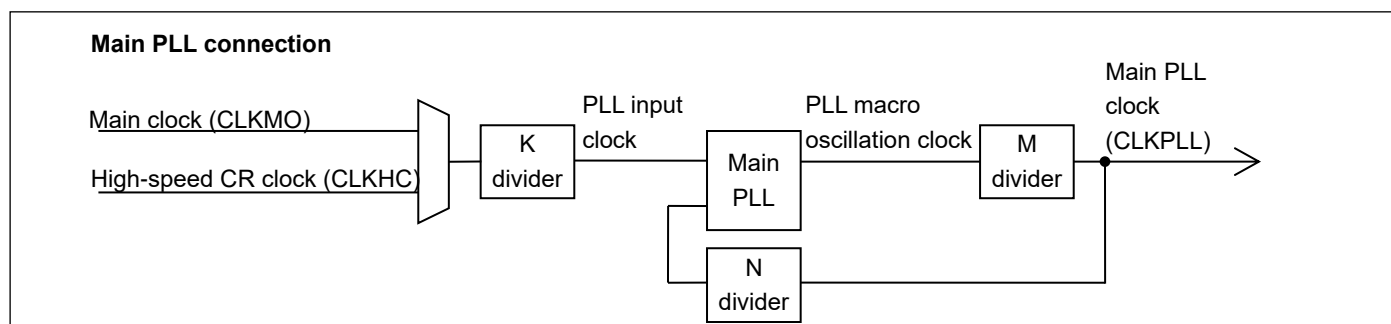 Main PLL connection
Main clock (CLKMO)
High-speed CR clock (CLKHC)
K
divider
PLL input
clock
Main
PLL
PLL macro
oscillation clock
M
divider
Main PLL
clock
(CLKPLL)
N
divider